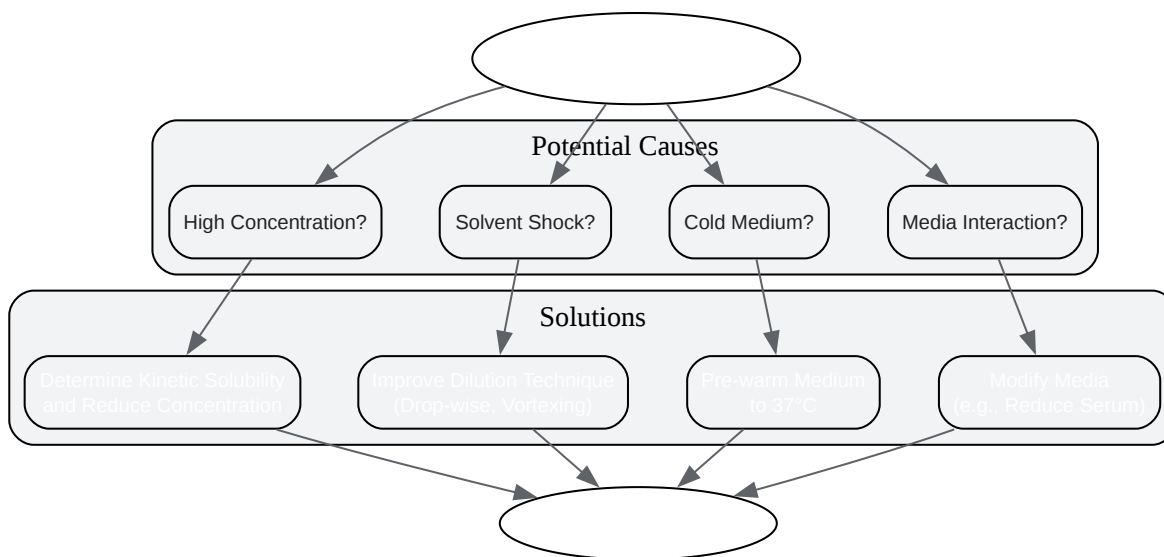 Potential Causes
High Concentration?
Solvent Shock?
Cold Medium?
Media Interaction?
Solutions
Determine Kinetic Solubility
and Reduce Concentration
Improve Dilution Technique
(Drop-wise, Vortexing)
Pre-warm Medium
to 37°C
Modify Media
(e.g., Reduce Serum)